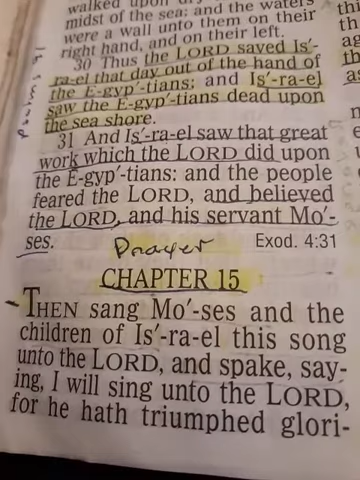 walked upon dry
midst of the sea; and the waters
were a wall unto them on their
right hand, and on their left.
30 Thus the LORD saved Is′-
ra-el that day out of the hand of
the E-gyp′-tians; and Is′-ra-el
saw the E-gyp′-tians dead upon
the sea shore.
31 And Is′-ra-el saw that great
work which the LORD did upon
the E-gyp′-tians: and the people
feared the LORD, and believed
the LORD, and his servant Mo′-
ses.
Exod. 4:31
Prayer
CHAPTER 15
THEN sang Mo′-ses and the
children of Is′-ra-el this song
unto the LORD, and spake, say-
ing, I will sing unto the LORD,
for he hath triumphed glori-